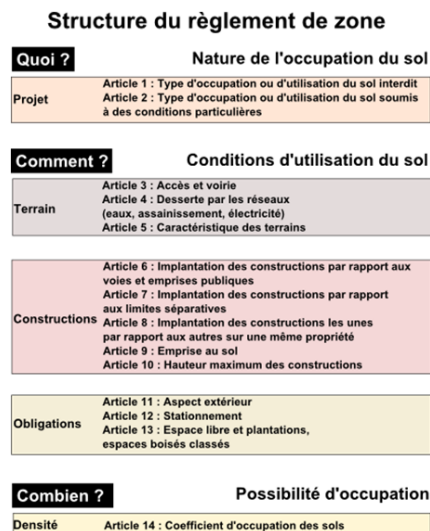 Structure du règlement de zone
Quoi ? Nature de l'occupation du sol
Projet
Article 1 : Type d'occupation ou d'utilisation du sol interdit
Article 2 : Type d'occupation ou d'utilisation du sol soumis
à des conditions particulières
Comment ? Conditions d'utilisation du sol
Terrain
Article 3 : Accès et voirie
Article 4 : Desserte par les réseaux
(eaux, assainissement, électricité)
Article 5 : Caractéristique des terrains
Constructions
Article 6 : Implantation des constructions par rapport aux
voies et emprises publiques
Article 7 : Implantation des constructions par rapport
aux limites séparatives
Article 8 : Implantation des constructions les unes
par rapport aux autres sur une même propriété
Article 9 : Emprise au sol
Article 10 : Hauteur maximum des constructions
Obligations
Article 11 : Aspect extérieur
Article 12 : Stationnement
Article 13 : Espace libre et plantations,
espaces boisés classés
Combien ? Possibilité d'occupation
Densité
Article 14 : Coefficient d'occupation des sols